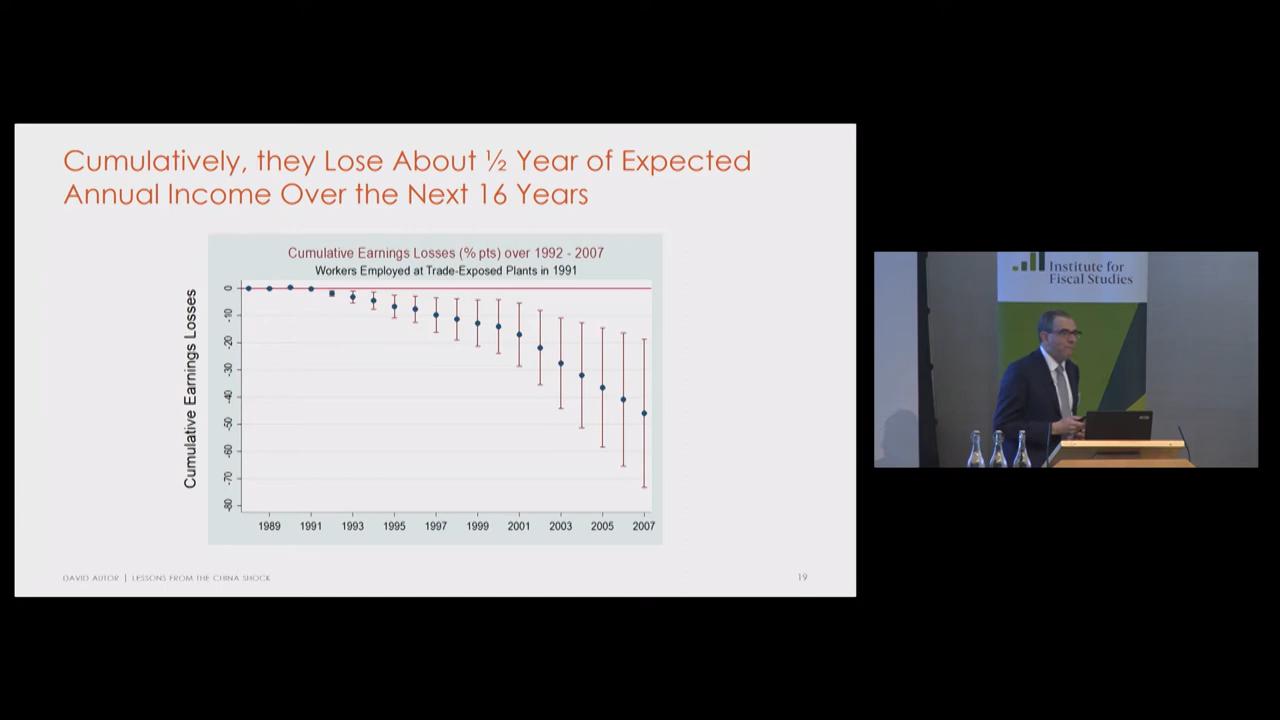 Cumulatively, they Lose About ½ Year of Expected
Annual Income Over the Next 16 Years
Cumulative Earnings Losses (% pts) over 1992 - 2007
Workers Employed at Trade-Exposed Plants in 1991
Cumulative Earnings Losses
0
-10
-20
-30
-40
-50
-60
-70
-80
1989 1991 1993 1995 1997 1999 2001 2003 2005 2007
DAVID AUTOR | LESSONS FROM THE CHINA SHOCK
19
Institute for
Fiscal Studies